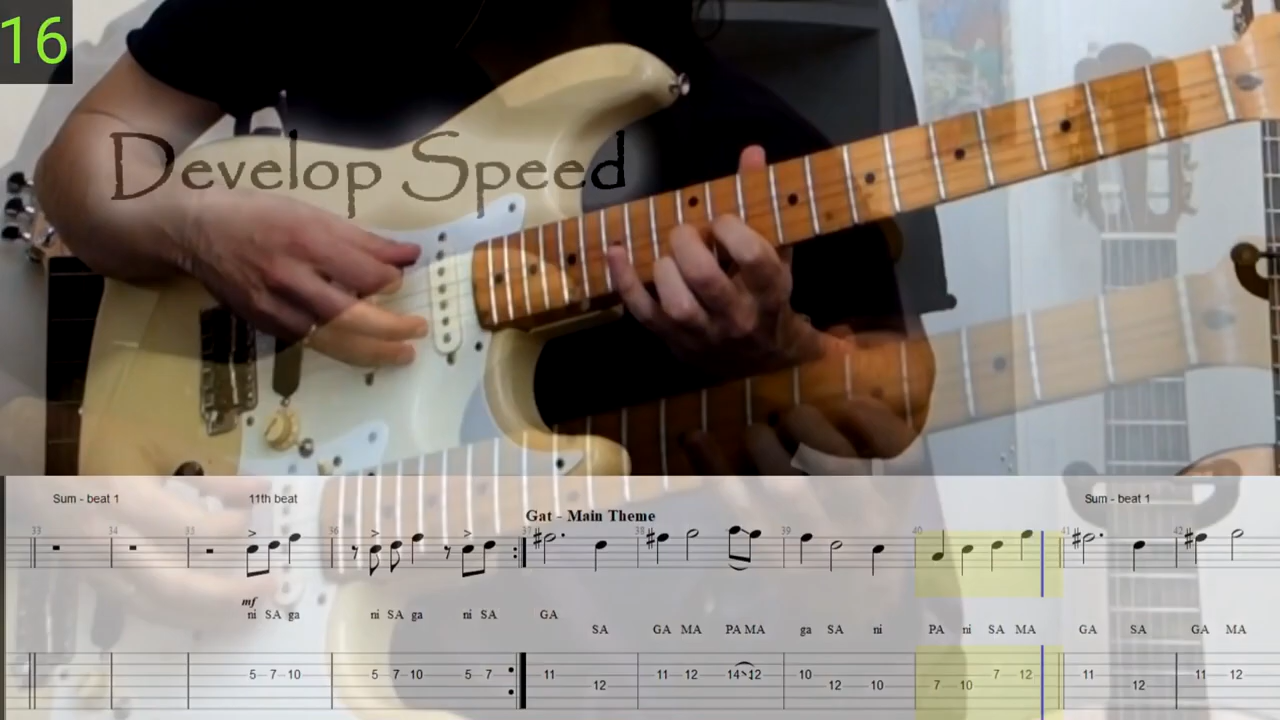 16
Develop Speed
Sum - beat 1
11th beat
Gat - Main Theme
Sum - beat 1
33 34 35 36 37 38 39 40 41 42
mf
ni SA ga ni SA ga ni SA GA
SA GA MA PA MA ga SA ni PA ni SA MA GA SA GA MA
5 7 10 5 7 10 5 7 11 11 12 14 12 10 7 12 11 11 12
12 12 10 7 10 12